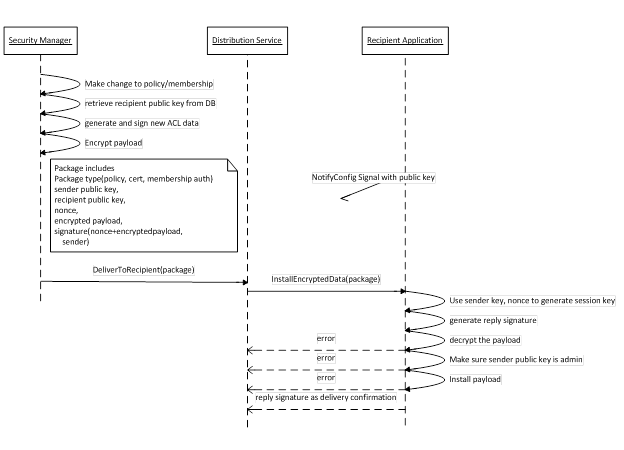 Security Manager
Distribution Service
Recipient Application
Make change to policy/membership
retrieve recipient public key from DB
generate and sign new ACL data
Encrypt payload
Package includes
Package type(policy, cert, membership auth)
sender public key,
recipient public key,
nonce,
encrypted payload,
signature(nonce+encryptedpayload,
sender)
NotifyConfig Signal with public key
DeliverToRecipient(package)
InstallEncryptedData(package)
Use sender key, nonce to generate session key
generate reply signature
decrypt the payload
error
Make sure sender public key is admin
error
Install payload
error
reply signature as delivery confirmation